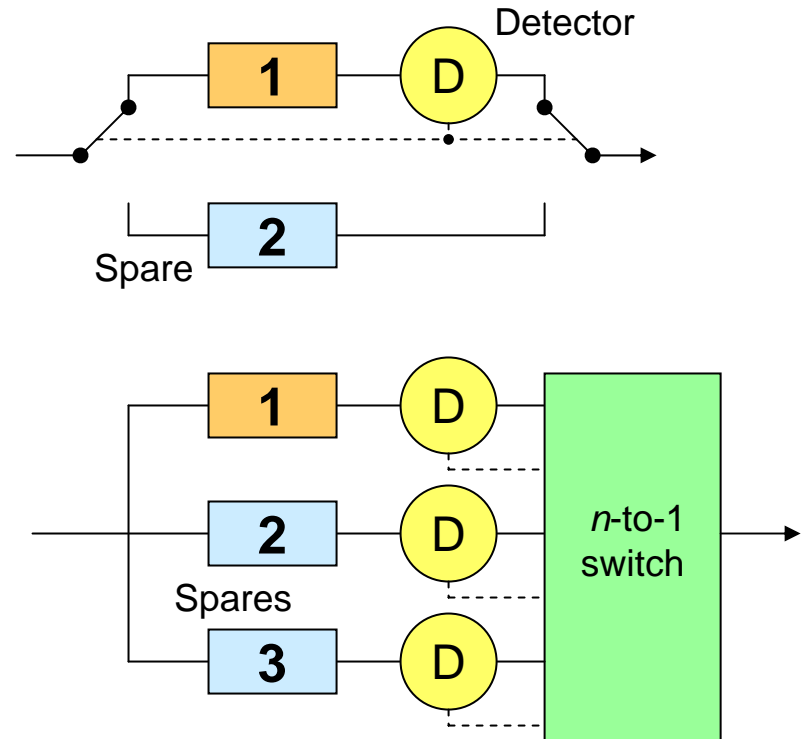 Detector
1
D
2
Spare
1
D
2
D
n-to-1
switch
Spares
3
D